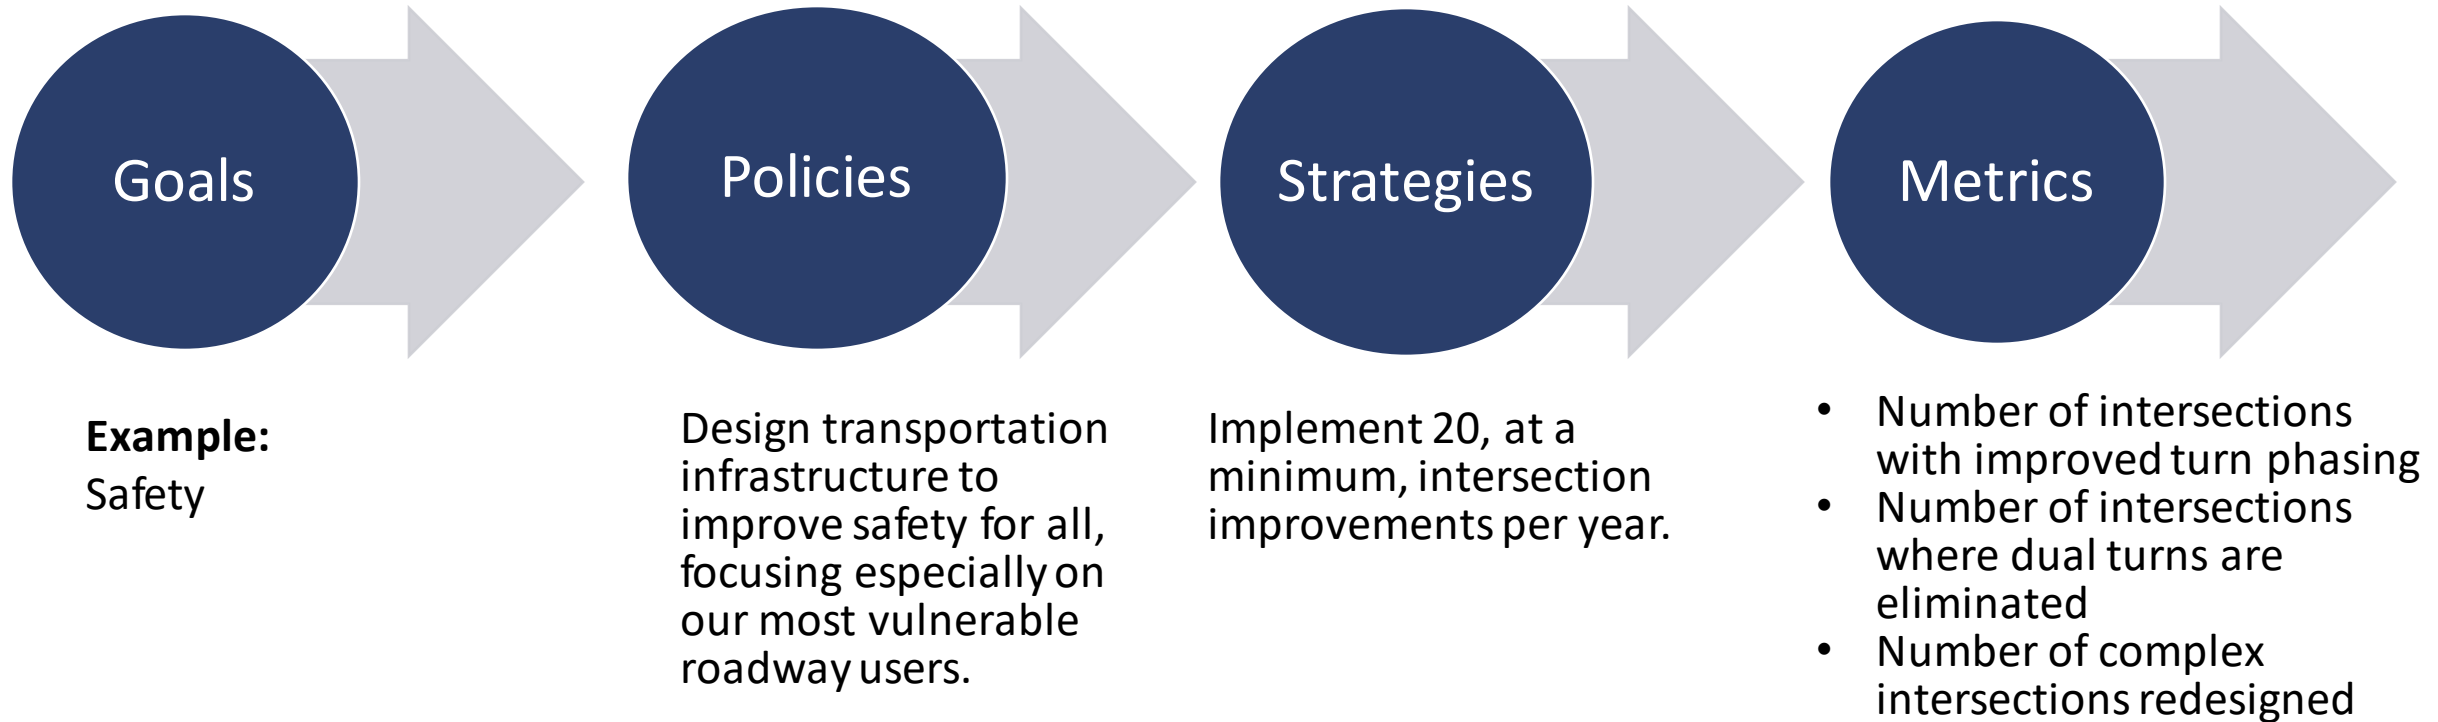 Goals
Policies
Strategies
Metrics
Example:
Safety
Design transportation
infrastructure to
improve safety for all,
focusing especially on
our most vulnerable
roadway users.
Implement 20, at a
minimum, intersection
improvements per year.
• Number of intersections
with improved turn phasing
• Number of intersections
where dual turns are
eliminated
• Number of complex
intersections redesigned